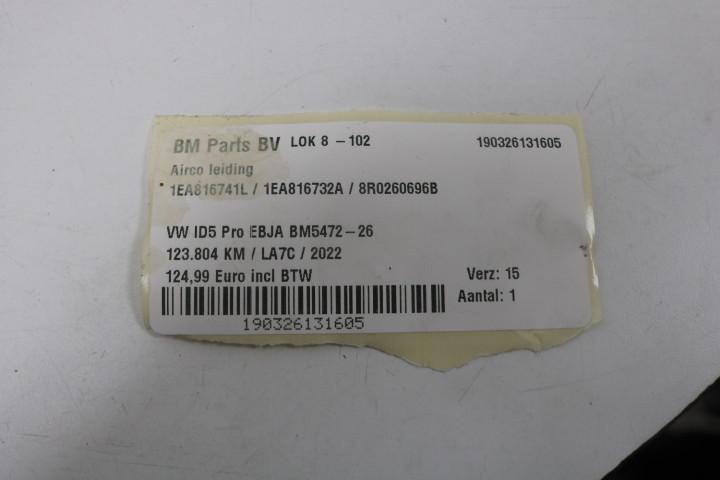 BM Parts BV LOK 8 - 102 190326131605
Airco leiding
1EA816741L / 1EA816732A / 8R0260696B
VW ID5 Pro EBJA BM5472-26
123.804 KM / LA7C / 2022
124,99 Euro incl BTW Verz: 15
Aantal: 1
190326131605